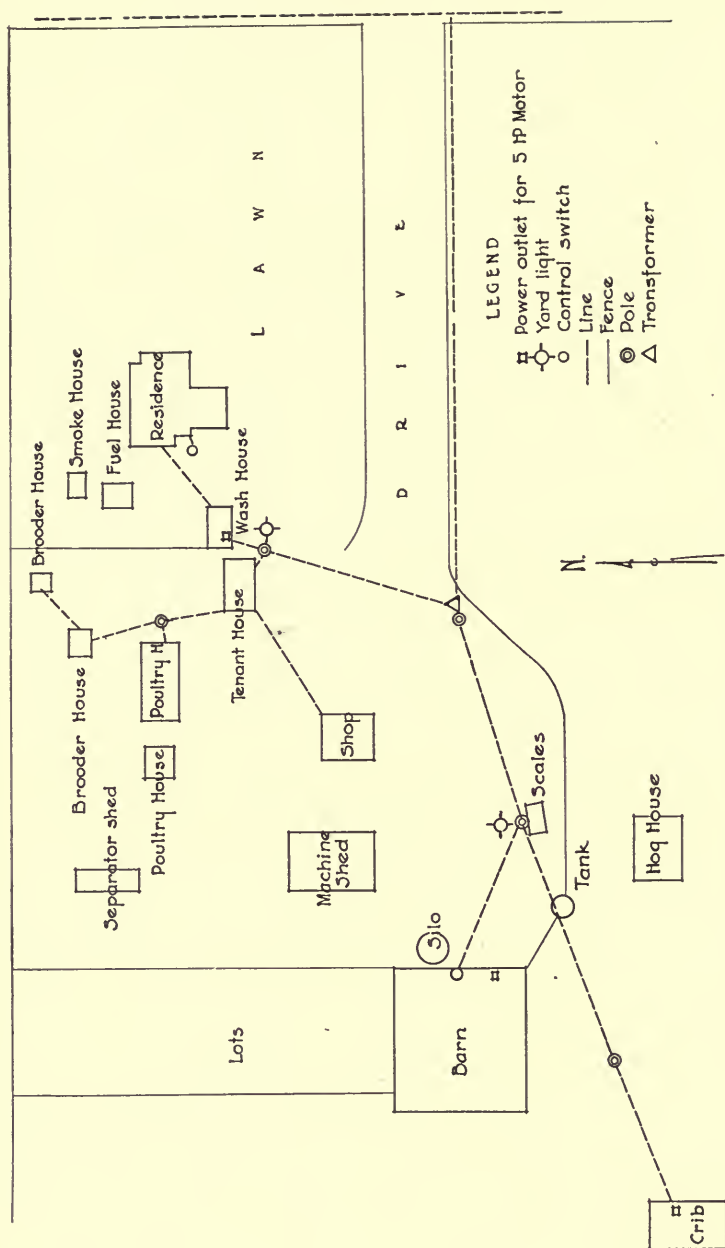 Brooder House
Smoke House
Fuel House
Residence
L A W N
Brooder House
Poultry H
Wash House
Tenant House
Separator shed
Poultry House
Shop
Machine
Shed
D R I V E
N.
LEGEND
Power outlet for 5 HP Motor
Yard light
Control switch
Line
Fence
Pole
Transformer
Lots
Silo
Barn
Scales
Tank
Hog House
Crib